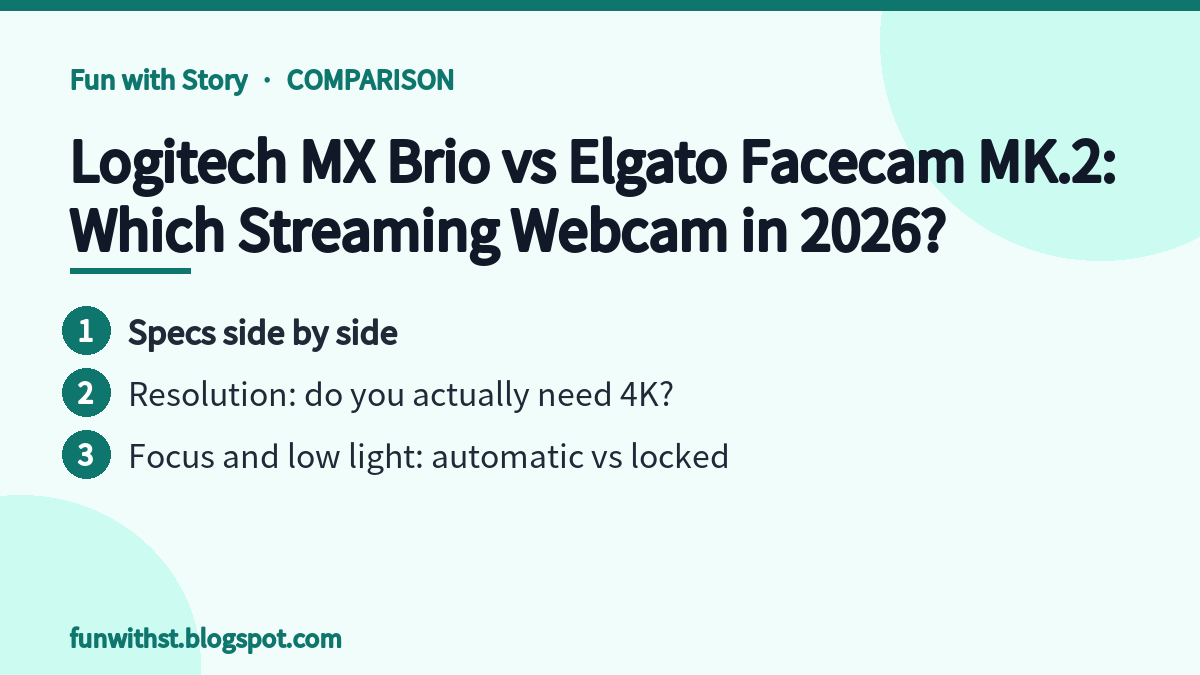 Fun with Story · COMPARISON
Logitech MX Brio vs Elgato Facecam MK.2:
Which Streaming Webcam in 2026?
1 Specs side by side
2 Resolution: do you actually need 4K?
3 Focus and low light: automatic vs locked
funwithst.blogspot.com